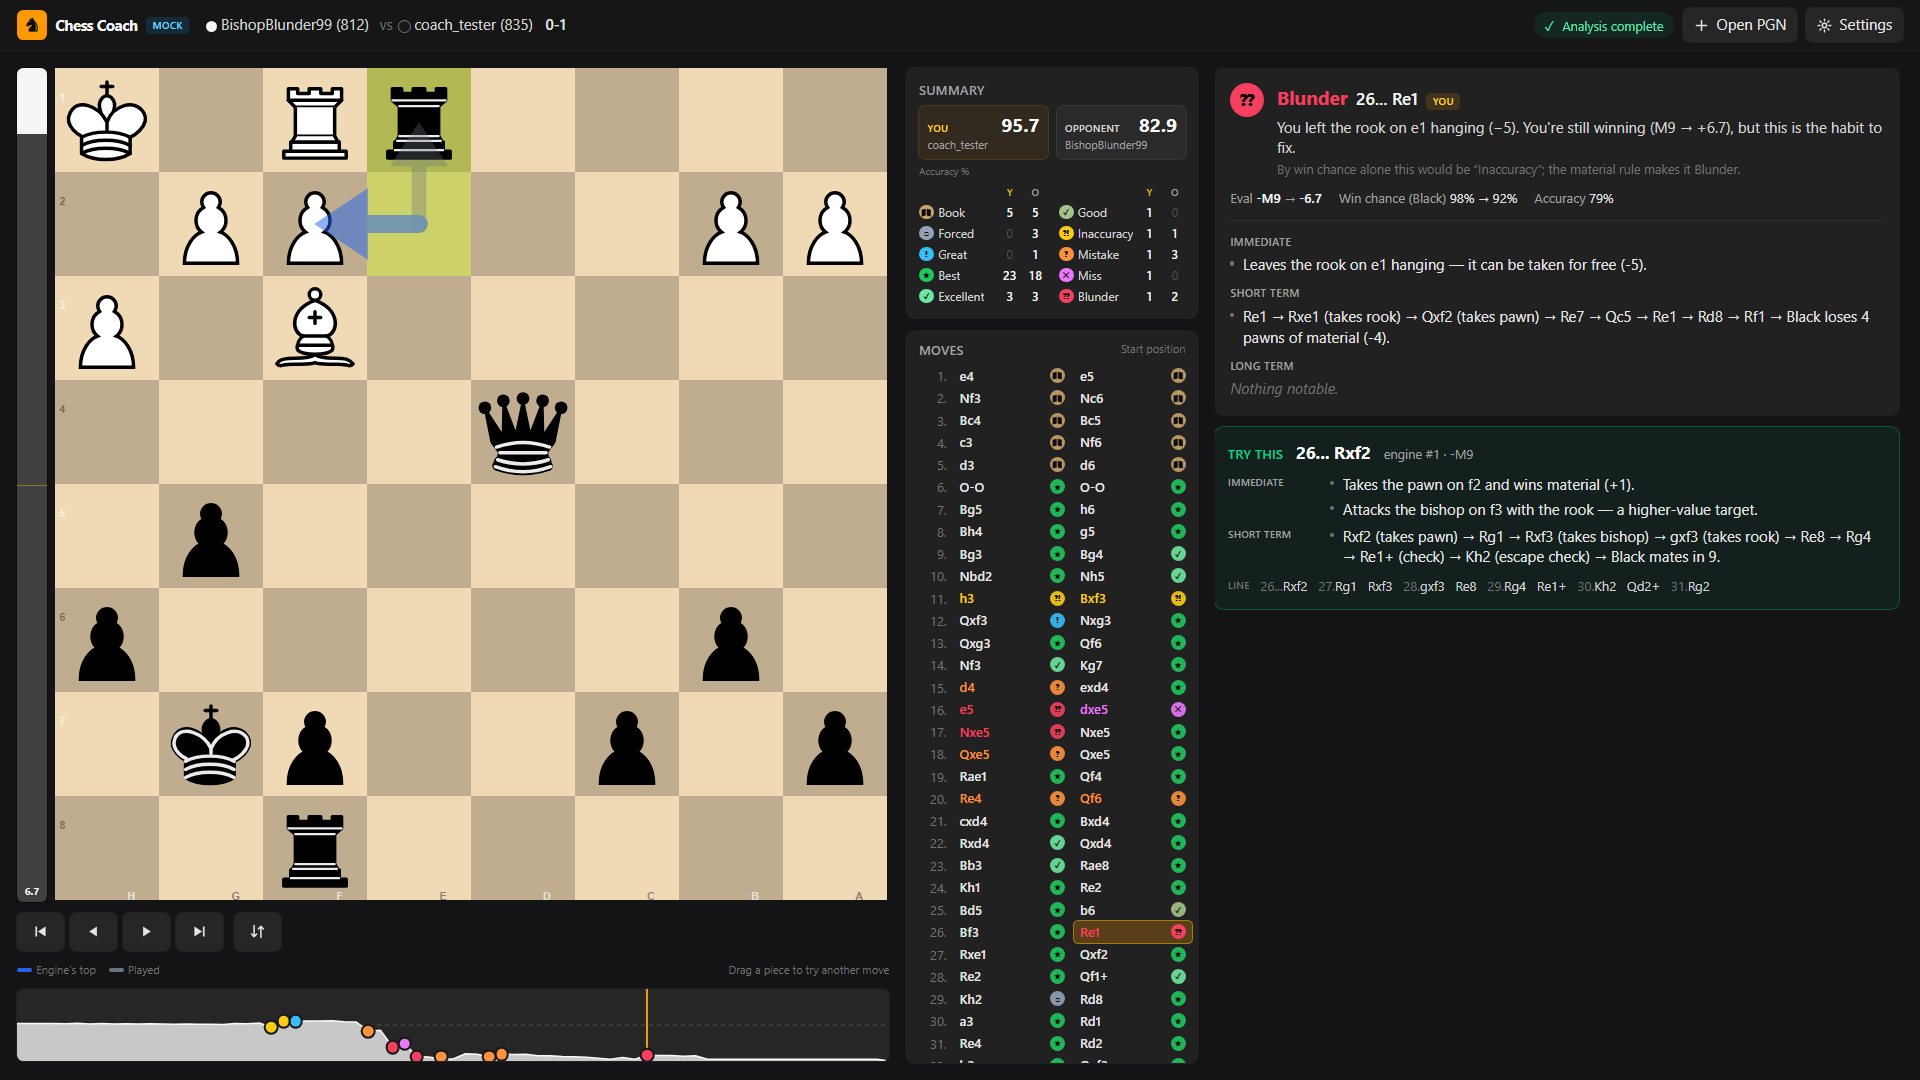 Chess Coach MOCK BishopBlunder99 (812) vs coach_tester (835) 0-1
✓ Analysis complete + Open PGN Settings
1
2
3
4
5
6
7
8
H G F E D C B A
6.7
Engine's top Played Drag a piece to try another move
SUMMARY
YOU 95.7
coach_tester
OPPONENT 82.9
BishopBlunder99
Accuracy %
Y O Y O
Book 5 5 Good 1 0
Forced 0 3 Inaccuracy 1 1
Great 0 1 Mistake 1 3
Best 23 18 Miss 1 0
Excellent 3 3 Blunder 1 2
MOVES Start position
1. e4 e5
2. Nf3 Nc6
3. Bc4 Bc5
4. c3 Nf6
5. d3 d6
6. O-O O-O
7. Bg5 h6
8. Bh4 g5
9. Bg3 Bg4
10. Nbd2 Nh5
11. h3 Bxf3
12. Qxf3 Nxg3
13. Qxg3 Qf6
14. Nf3 Kg7
15. d4 exd4
16. e5 dxe5
17. Nxe5 Nxe5
18. Qxe5 Qxe5
19. Rae1 Qf4
20. Re4 Qf6
21. cxd4 Bxd4
22. Rxd4 Qxd4
23. Bb3 Rae8
24. Kh1 Re2
25. Bd5 b6
26. Bf3 Re1
27. Rxe1 Qxf2
28. Re2 Qf1+
29. Kh2 Rd8
30. a3 Rd1
31. Re4 Rd2
?? Blunder 26... Re1 YOU
You left the rook on e1 hanging (−5). You're still winning (M9 → +6.7), but this is the habit to
fix.
By win chance alone this would be “Inaccuracy”; the material rule makes it Blunder.
Eval -M9 → -6.7 Win chance (Black) 98% → 92% Accuracy 79%
IMMEDIATE
• Leaves the rook on e1 hanging — it can be taken for free (-5).
SHORT TERM
• Re1 → Rxe1 (takes rook) → Qxf2 (takes pawn) → Re7 → Qc5 → Re1 → Rd8 → Rf1 → Black loses 4
pawns of material (-4).
LONG TERM
Nothing notable.
TRY THIS 26... Rxf2 engine #1 · -M9
IMMEDIATE • Takes the pawn on f2 and wins material (+1).
• Attacks the bishop on f3 with the rook — a higher-value target.
SHORT TERM • Rxf2 (takes pawn) → Rg1 → Rxf3 (takes bishop) → gxf3 (takes rook) → Re8 → Rg4
→ Re1+ (check) → Kh2 (escape check) → Black mates in 9.
LINE 26...Rxf2 27.Rg1 Rxf3 28.gxf3 Re8 29.Rg4 Re1+ 30.Kh2 Qd2+ 31.Rg2